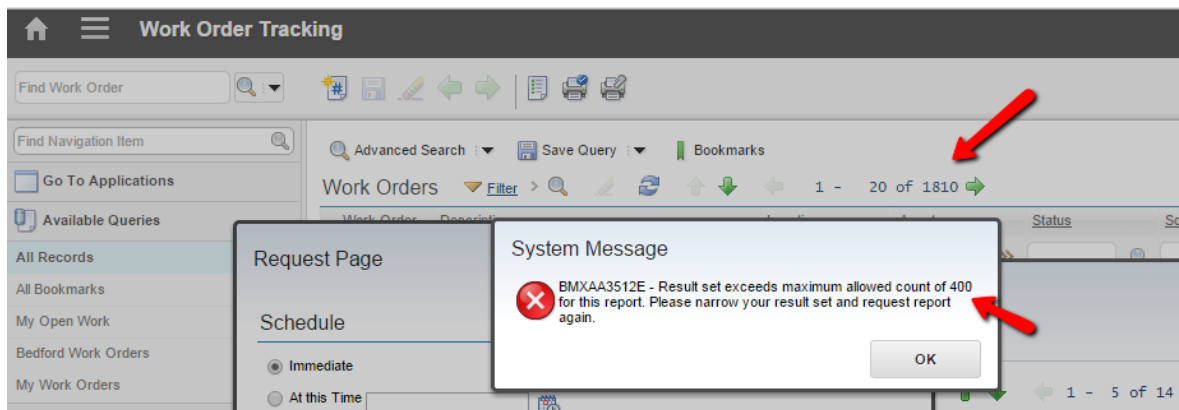 Work Order Tracking
Find Work Order
Find Navigation Item
Advanced Search
Save Query
Bookmarks
Go To Applications
Work Orders Filter > 1 - 20 of 1810
Available Queries
Work Order Description
Status
All Records
All Bookmarks
My Open Work
Bedford Work Orders
My Work Orders
Request Page
Schedule
Immediate
At this Time
System Message
BMXAA3512E - Result set exceeds maximum allowed count of 400
for this report. Please narrow your result set and request report
again.
OK
1 - 5 of 14